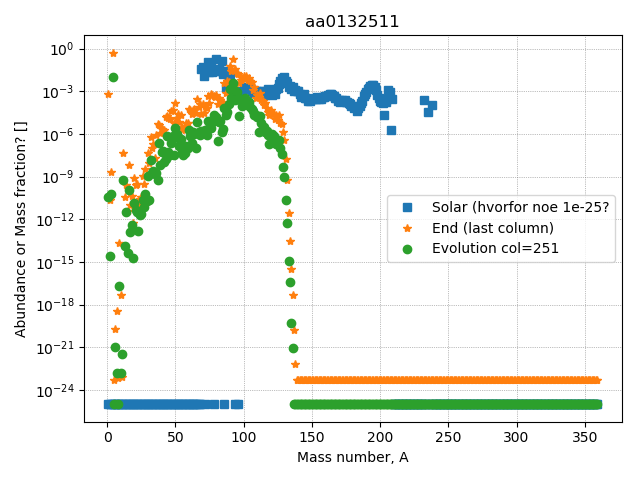 aa0132511
Abundance or Mass fraction? []
10⁰
10⁻³
10⁻⁶
10⁻⁹
10⁻¹²
10⁻¹⁵
10⁻¹⁸
10⁻²¹
10⁻²⁴
Solar (hvorfor noe 1e-25?
End (last column)
Evolution col=251
0 50 100 150 200 250 300 350
Mass number, A